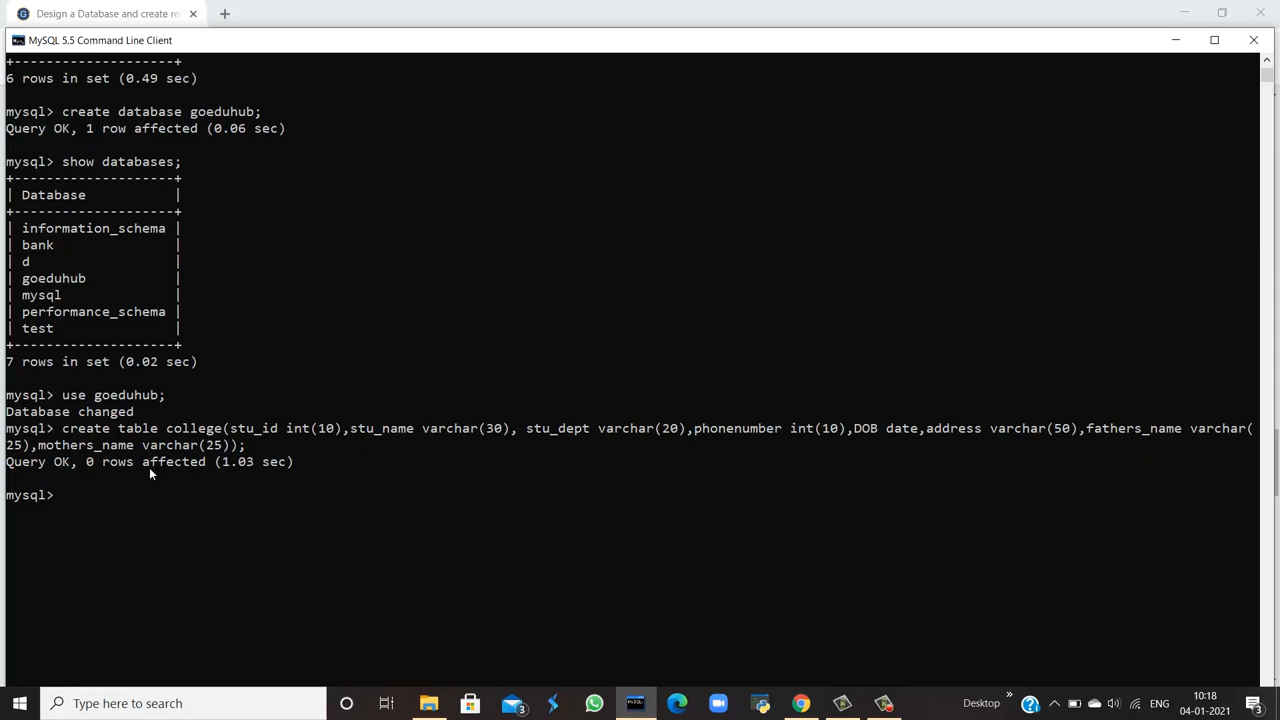 Design a Database and create re
MySQL 5.5 Command Line Client
+--------------------+
6 rows in set (0.49 sec)
mysql> create database goeduhub;
Query OK, 1 row affected (0.06 sec)
mysql> show databases;
+--------------------+
| Database           |
+--------------------+
| information_schema |
| bank               |
| d                  |
| goeduhub           |
| mysql              |
| performance_schema |
| test               |
+--------------------+
7 rows in set (0.02 sec)
mysql> use goeduhub;
Database changed
mysql> create table college(stu_id int(10),stu_name varchar(30), stu_dept varchar(20),phonenumber int(10),DOB date,address varchar(50),fathers_name varchar(
25),mothers_name varchar(25));
Query OK, 0 rows affected (1.03 sec)
mysql>
Type here to search
3
Desktop
ENG
10:18
04-01-2021
3